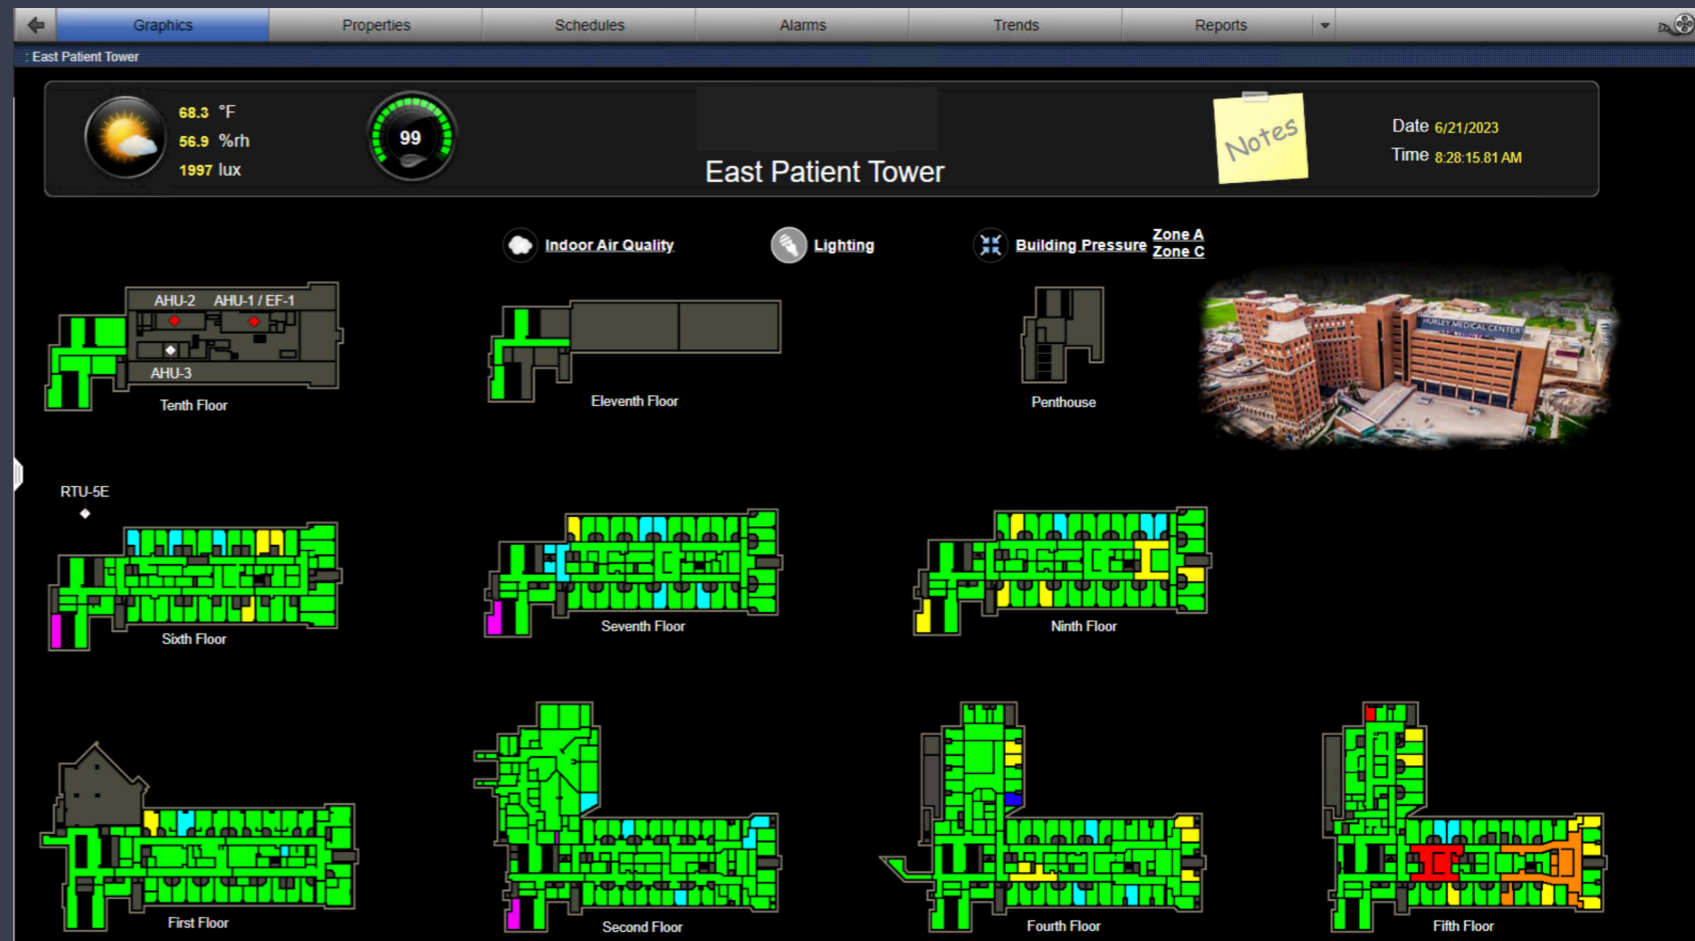 Graphics
Properties
Schedules
Alarms
Trends
Reports
: East Patient Tower
68.3 °F
56.9 %rh
1997 lux
99
East Patient Tower
Notes
Date 6/21/2023
Time 8:28:15.81 AM
Indoor Air Quality
Lighting
Building Pressure
Zone A
Zone C
AHU-2 AHU-1 / EF-1
AHU-3
Tenth Floor
Eleventh Floor
Penthouse
HURLEY MEDICAL CENTER
RTU-5E
Sixth Floor
Seventh Floor
Ninth Floor
First Floor
Second Floor
Fourth Floor
Fifth Floor